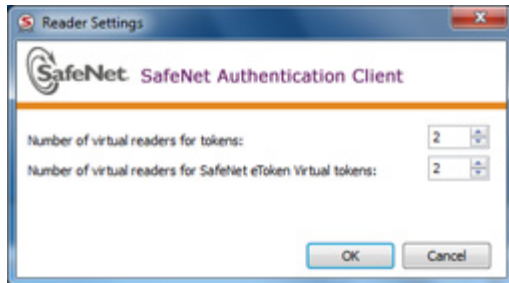 Reader Settings
SafeNet. SafeNet Authentication Client
Number of virtual readers for tokens: 2
Number of virtual readers for SafeNet eToken Virtual tokens: 2
OK Cancel